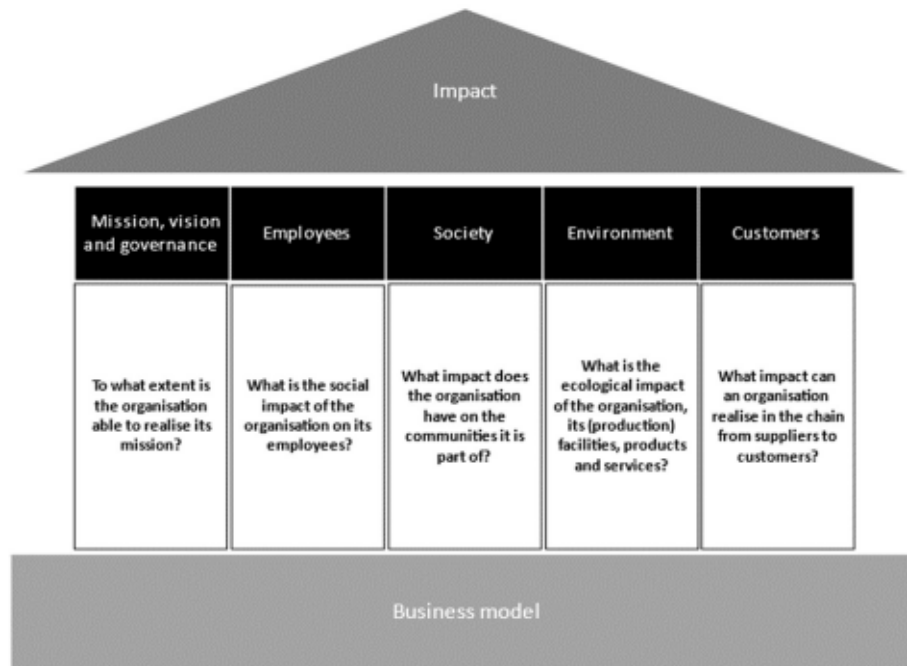 Impact
Mission, vision
and governance
Employees
Society
Environment
Customers
To what extent is
the organisation
able to realise its
mission?
What is the social
impact of the
organisation on its
employees?
What impact does
the organisation
have on the
communities it is
part of?
What is the
ecological impact
of the organisation,
its (production)
facilities, products
and services?
What impact can
an organisation
realise in the chain
from suppliers to
customers?
Business model